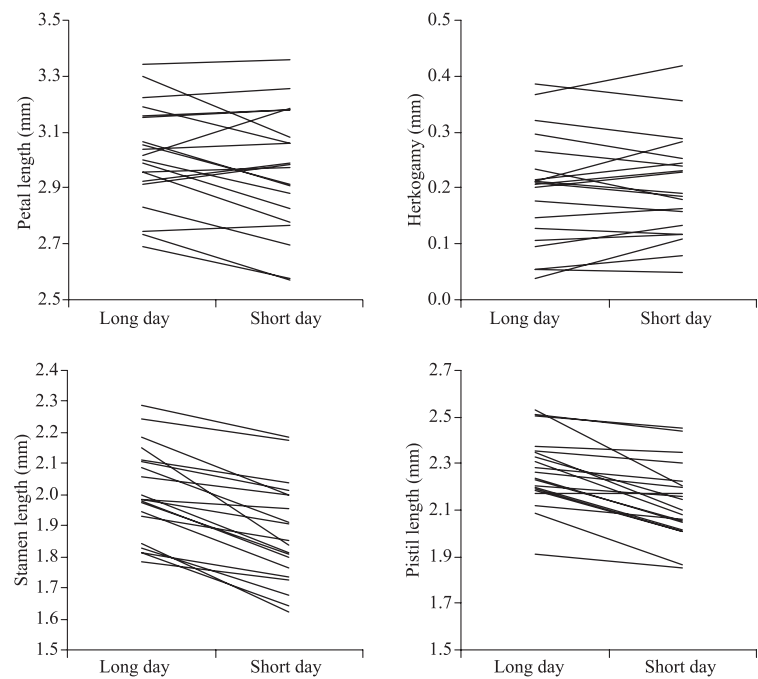 3.5
3.3
3.1
2.9
2.7
2.5
Petal length (mm)
Long day
Short day
0.5
0.4
0.3
0.2
0.1
0.0
Herkogamy (mm)
Long day
Short day
2.4
2.3
2.2
2.1
2.0
1.9
1.8
1.7
1.6
1.5
Stamen length (mm)
Long day
Short day
2.7
2.5
2.3
2.1
1.9
1.7
1.5
Pistil length (mm)
Long day
Short day